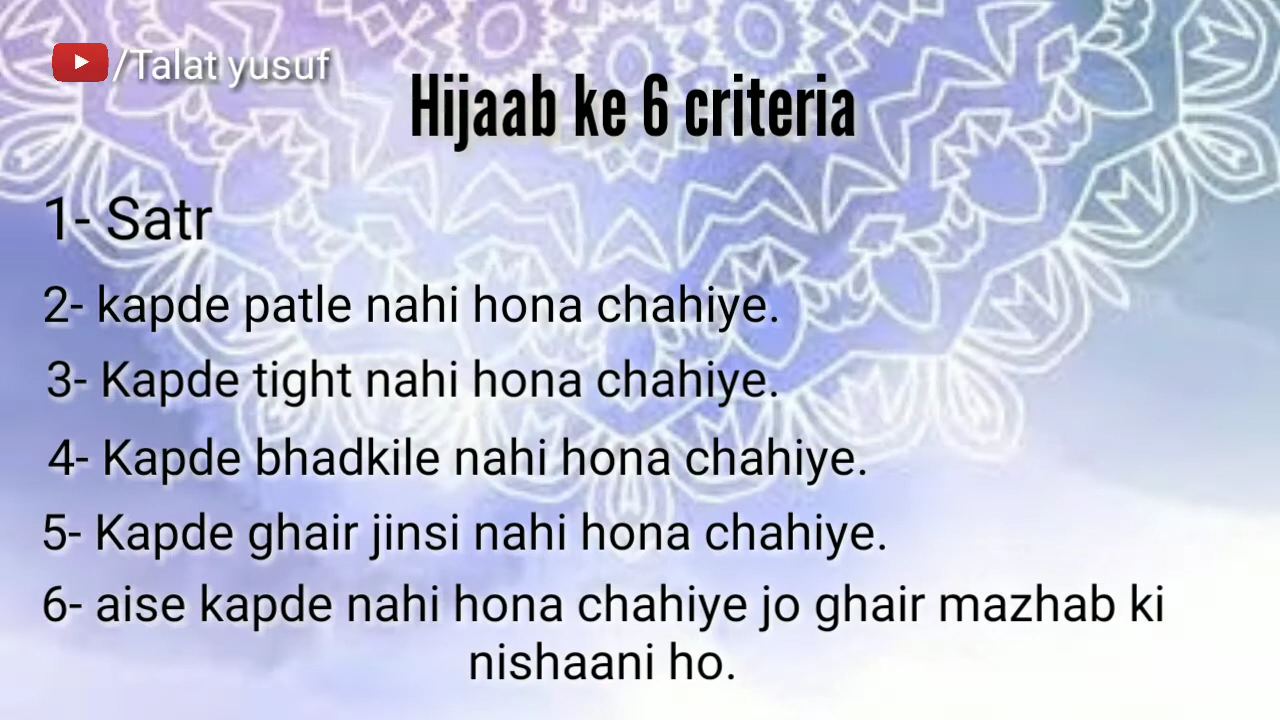 /Talat yusuf
Hijaab ke 6 criteria
1- Satr
2- kapde patle nahi hona chahiye.
3- Kapde tight nahi hona chahiye.
4- Kapde bhadkile nahi hona chahiye.
5- Kapde ghair jinsi nahi hona chahiye.
6- aise kapde nahi hona chahiye jo ghair mazhab ki
nishaani ho.